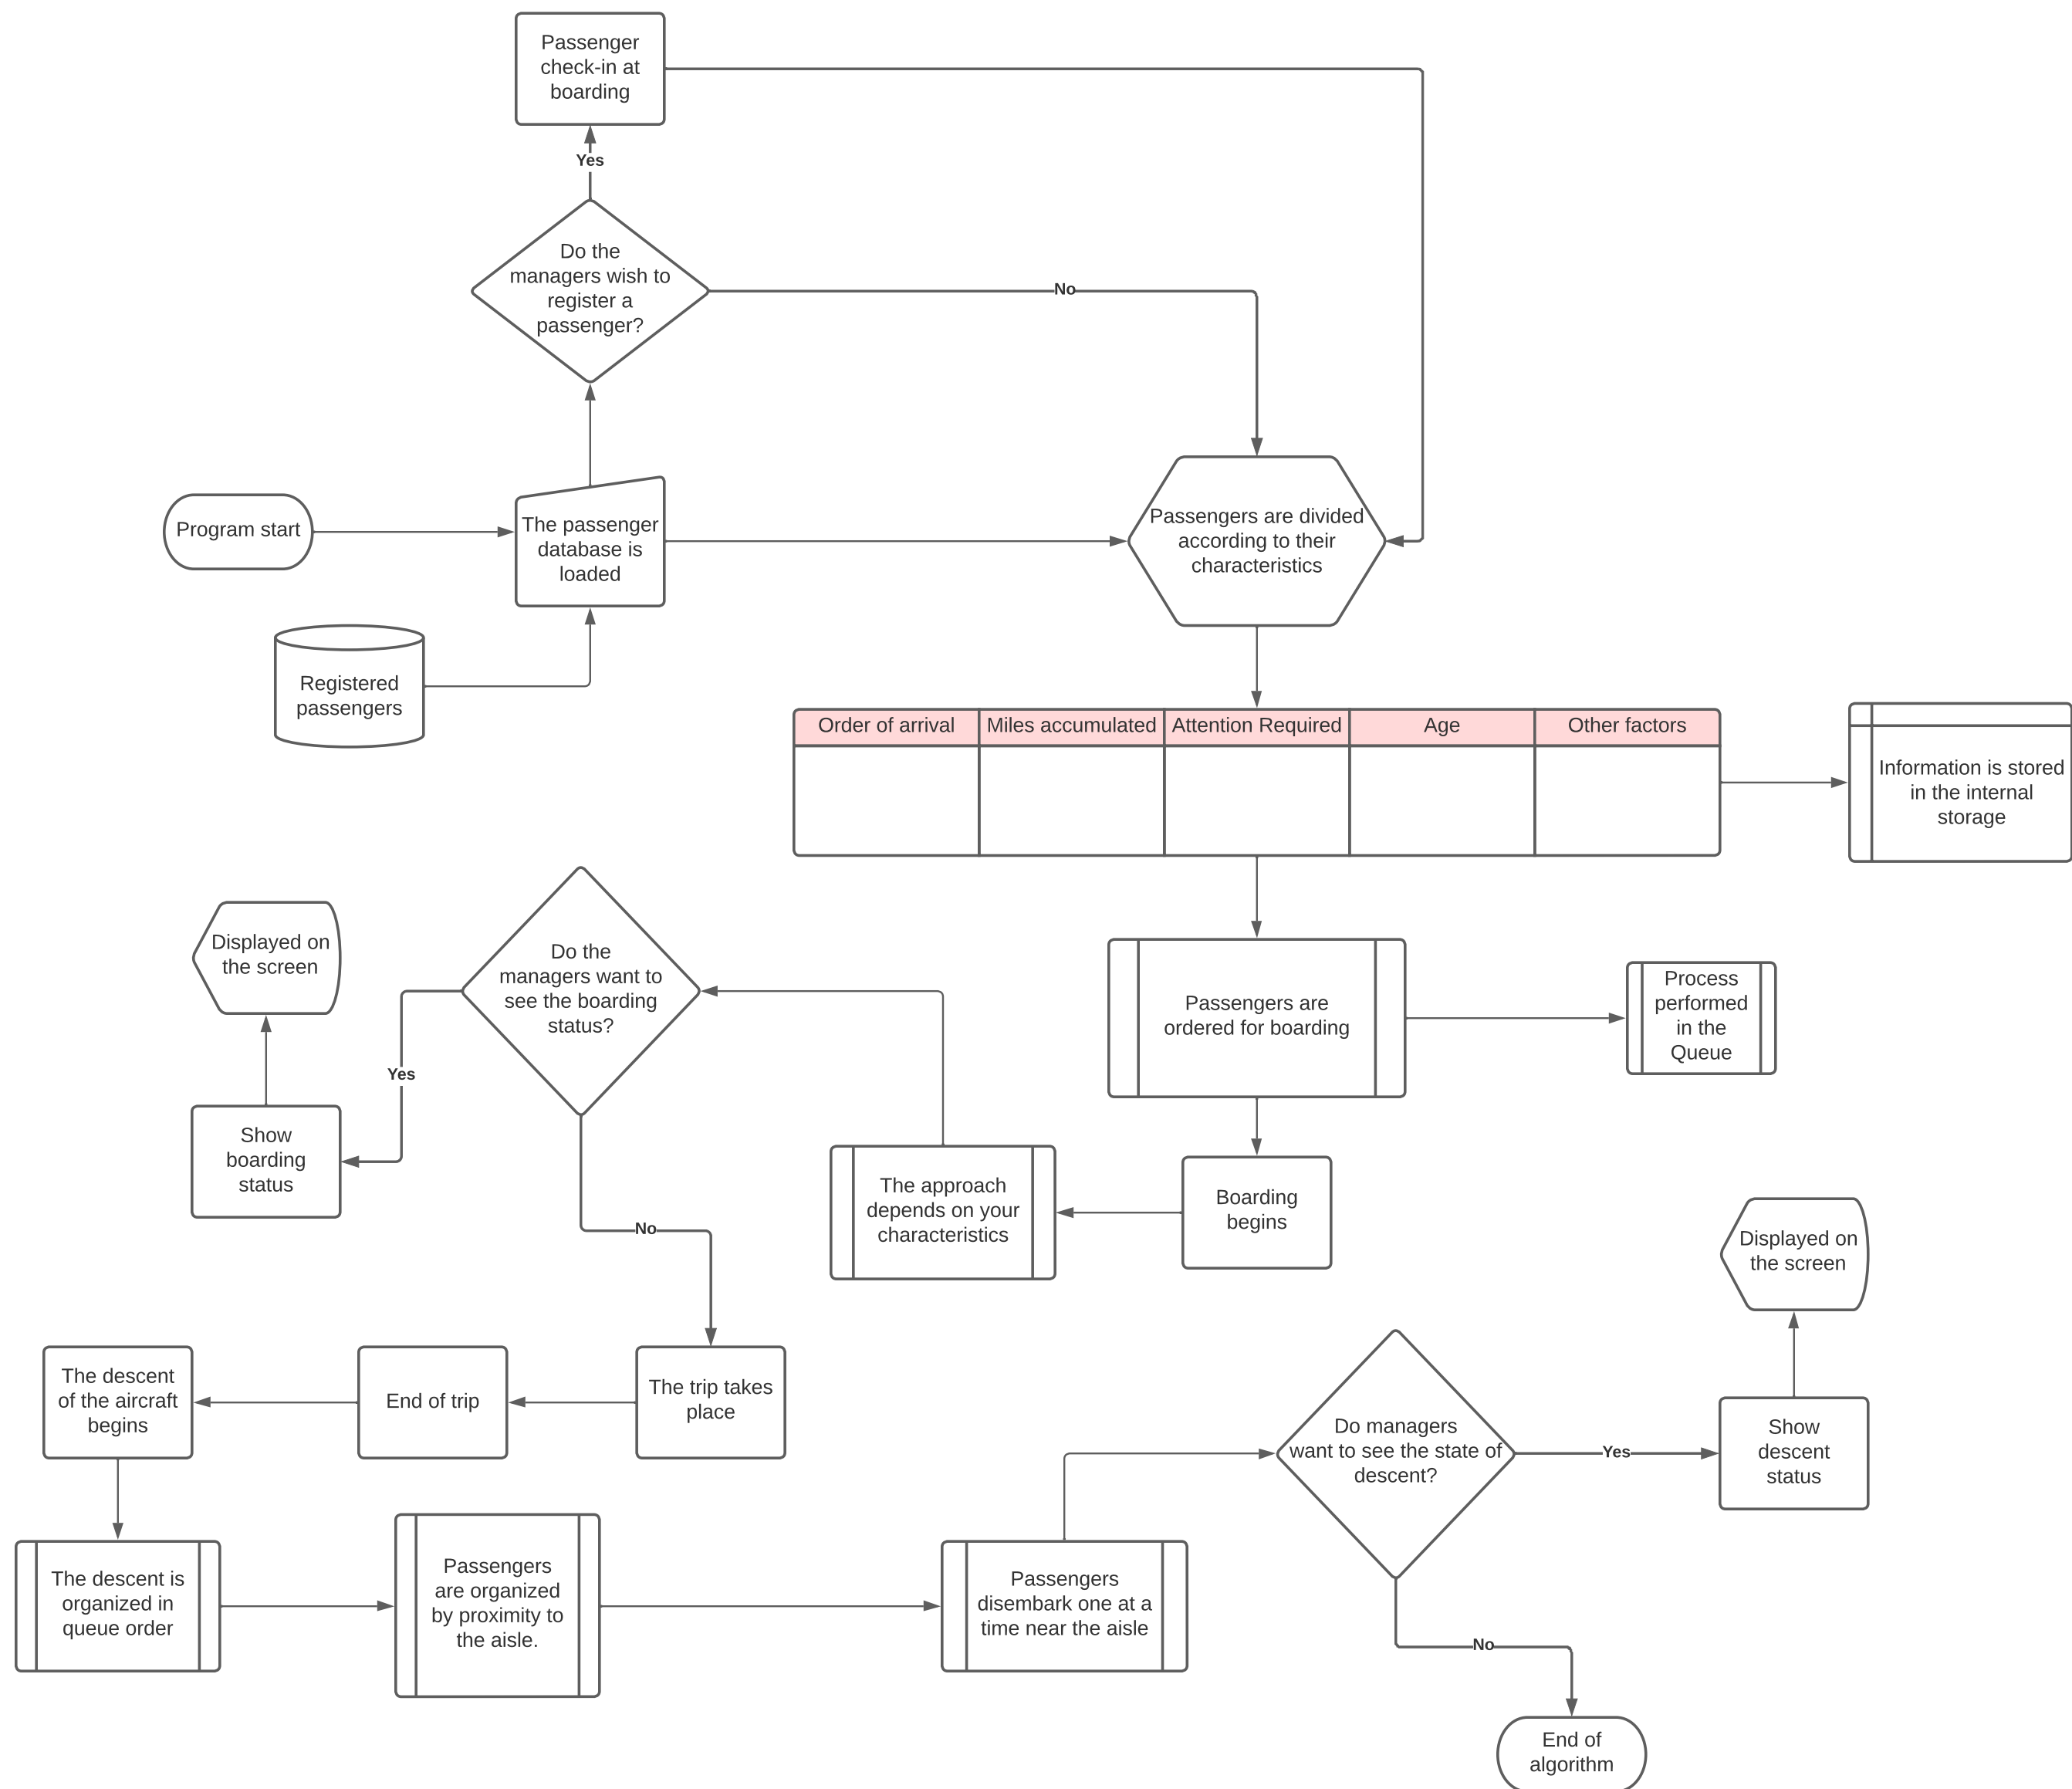 Passenger
check-in at
boarding
Yes
Do the
managers wish to
register a
passenger?
No
Program start
The passenger
database is
loaded
Passengers are divided
according to their
characteristics
Registered
passengers
Order of arrival
Miles accumulated
Attention Required
Age
Other factors
Information is stored
in the internal
storage
Displayed on
the screen
Do the
managers want to
see the boarding
status?
Passengers are
ordered for boarding
Process
performed
in the
Queue
Yes
Show
boarding
status
No
The approach
depends on your
characteristics
Boarding
begins
Displayed on
the screen
The descent
of the aircraft
begins
End of trip
The trip takes
place
Do managers
want to see the state of
descent?
Yes
Show
descent
status
The descent is
organized in
queue order
Passengers
are organized
by proximity to
the aisle.
Passengers
disembark one at a
time near the aisle
No
End of
algorithm